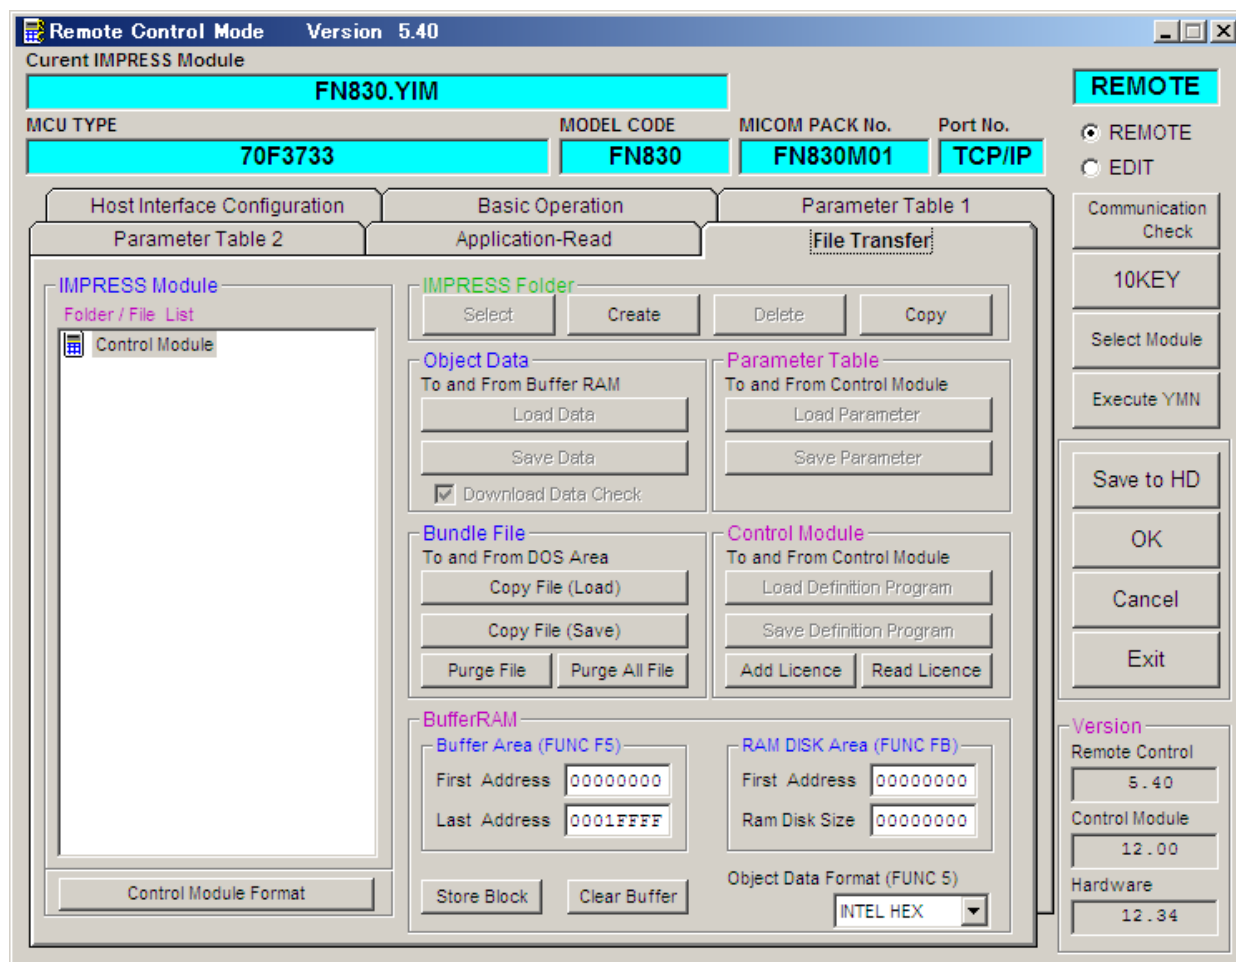 Remote Control Mode Version 5.40
Curent IMPRESS Module
FN830.YIM
REMOTE
MCU TYPE MODEL CODE MICOM PACK No. Port No.
70F3733 FN830 FN830M01 TCP/IP
REMOTE
EDIT
Host Interface Configuration Basic Operation Parameter Table 1
Parameter Table 2 Application-Read File Transfer
Communication
Check
10KEY
Select Module
Execute YMN
IMPRESS Module
Folder / File List
Control Module
Control Module Format
IMPRESS Folder
Select Create Delete Copy
Object Data
To and From Buffer RAM
Load Data
Save Data
Download Data Check
Parameter Table
To and From Control Module
Load Parameter
Save Parameter
Bundle File
To and From DOS Area
Copy File (Load)
Copy File (Save)
Purge File Purge All File
Control Module
To and From Control Module
Load Definition Program
Save Definition Program
Add Licence Read Licence
BufferRAM
Buffer Area (FUNC F5)
First Address 00000000
Last Address 0001FFFF
RAM DISK Area (FUNC FB)
First Address 00000000
Ram Disk Size 00000000
Store Block Clear Buffer
Object Data Format (FUNC 5)
INTEL HEX
Save to HD
OK
Cancel
Exit
Version
Remote Control
5.40
Control Module
12.00
Hardware
12.34